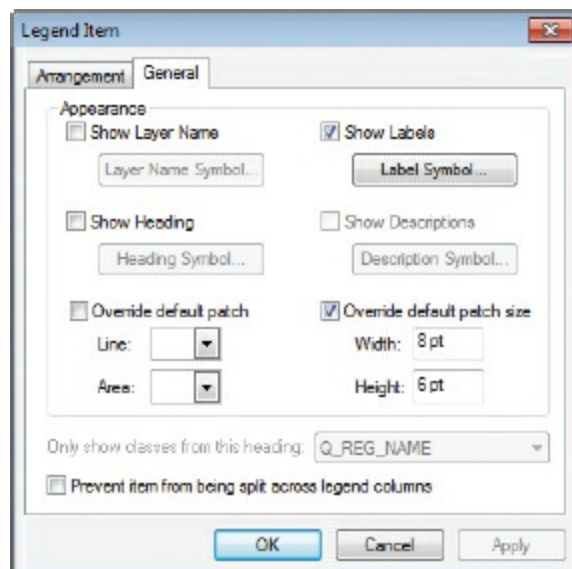 Legend Item
Arrangement General
Appearance
Show Layer Name
Show Labels
Layer Name Symbol...
Label Symbol...
Show Heading
Show Descriptions
Heading Symbol...
Description Symbol...
Override default patch
Override default patch size
Line:
Width: 8 pt
Area:
Height: 6 pt
Only show classes from this heading: Q_REG_NAME
Prevent item from being split across legend columns
OK Cancel Apply